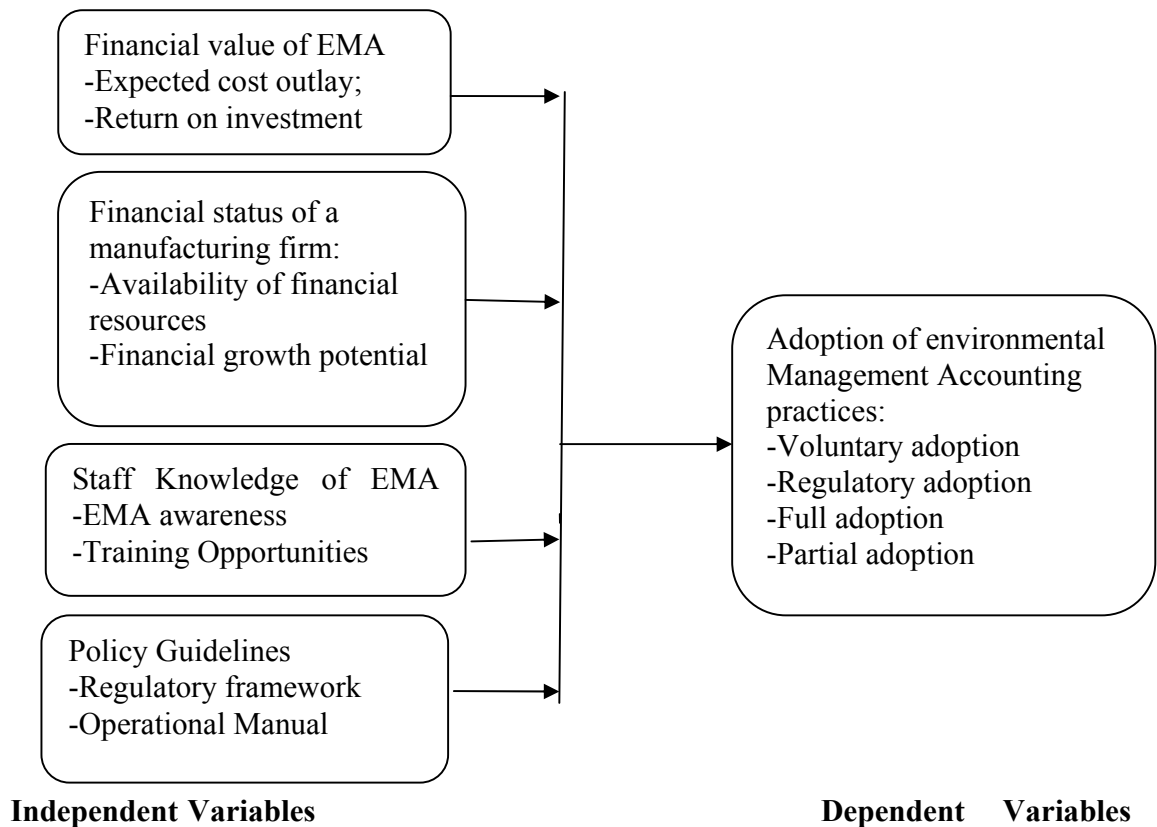 Financial value of EMA
-Expected cost outlay;
-Return on investment
Financial status of a
manufacturing firm:
-Availability of financial
resources
-Financial growth potential
Staff Knowledge of EMA
-EMA awareness
-Training Opportunities
Policy Guidelines
-Regulatory framework
-Operational Manual
Adoption of environmental
Management Accounting
practices:
-Voluntary adoption
-Regulatory adoption
-Full adoption
-Partial adoption
Independent Variables
Dependent Variables